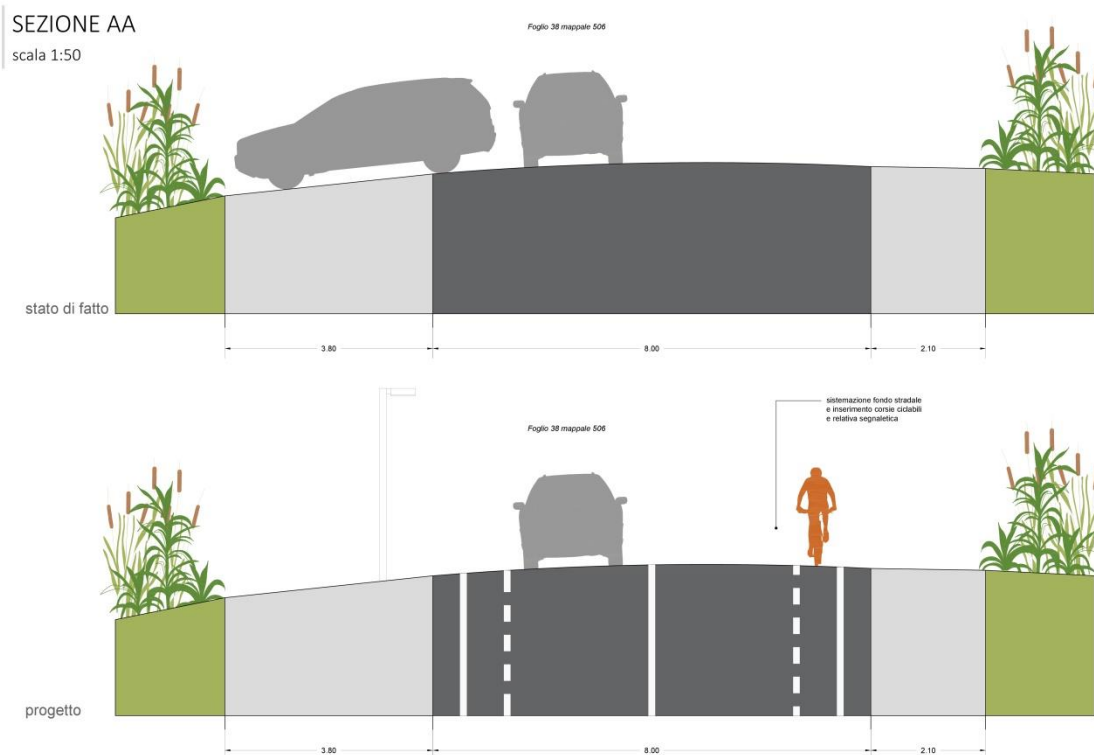 SEZIONE AA
scala 1:50
Foglio 38 mappale 506
stato di fatto
3.80
8.00
2.10
sistemazione fondo stradale
e inserimento corsie ciclabili
e relativa segnaletica
Foglio 38 mappale 506
progetto
3.80
8.00
2.10